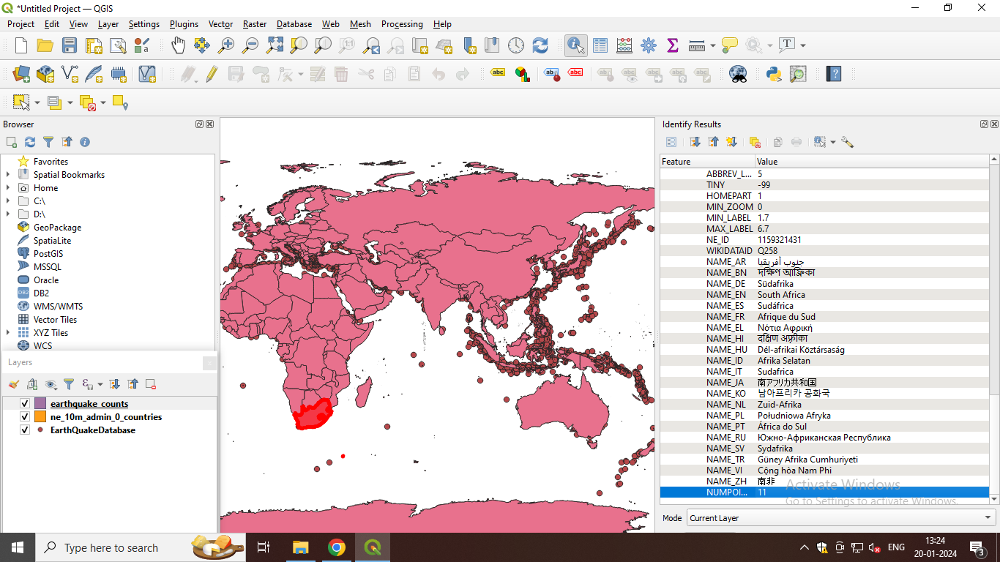 *Untitled Project — QGIS
Project Edit View Layer Settings Plugins Vector Raster Database Web Mesh Processing Help
Browser
Favorites
Spatial Bookmarks
Home
C:\
D:\
GeoPackage
SpatiaLite
PostGIS
MSSQL
Oracle
DB2
WMS/WMTS
Vector Tiles
XYZ Tiles
WCS
Layers
earthquake_counts
ne_10m_admin_0_countries
EarthQuakeDatabase
Identify Results
Feature Value
ABBREV_L... 5
TINY -99
HOMEPART 1
MIN_ZOOM 0
MIN_LABEL 1.7
MAX_LABEL 6.7
NE_ID 1159321431
WIKIDATAID Q258
NAME_AR جنوب أفريقيا
NAME_BN দক্ষিণ আফ্রিকা
NAME_DE Südafrika
NAME_EN South Africa
NAME_ES Sudáfrica
NAME_FR Afrique du Sud
NAME_EL Νότια Αφρική
NAME_HI दक्षिण अफ़्रीका
NAME_HU Dél-afrikai Köztársaság
NAME_ID Afrika Selatan
NAME_IT Sudafrica
NAME_JA 南アフリカ共和国
NAME_KO 남아프리카 공화국
NAME_NL Zuid-Afrika
NAME_PL Południowa Afryka
NAME_PT África do Sul
NAME_RU Южно-Африканская Республика
NAME_SV Sydafrika
NAME_TR Güney Afrika Cumhuriyeti
NAME_VI Cộng hòa Nam Phi
NAME_ZH 南非
NUMPOI... 11
Activate Windows
Go to Settings to activate Windows.
Mode Current Layer
Type here to search
ENG
13:24
20-01-2024
3